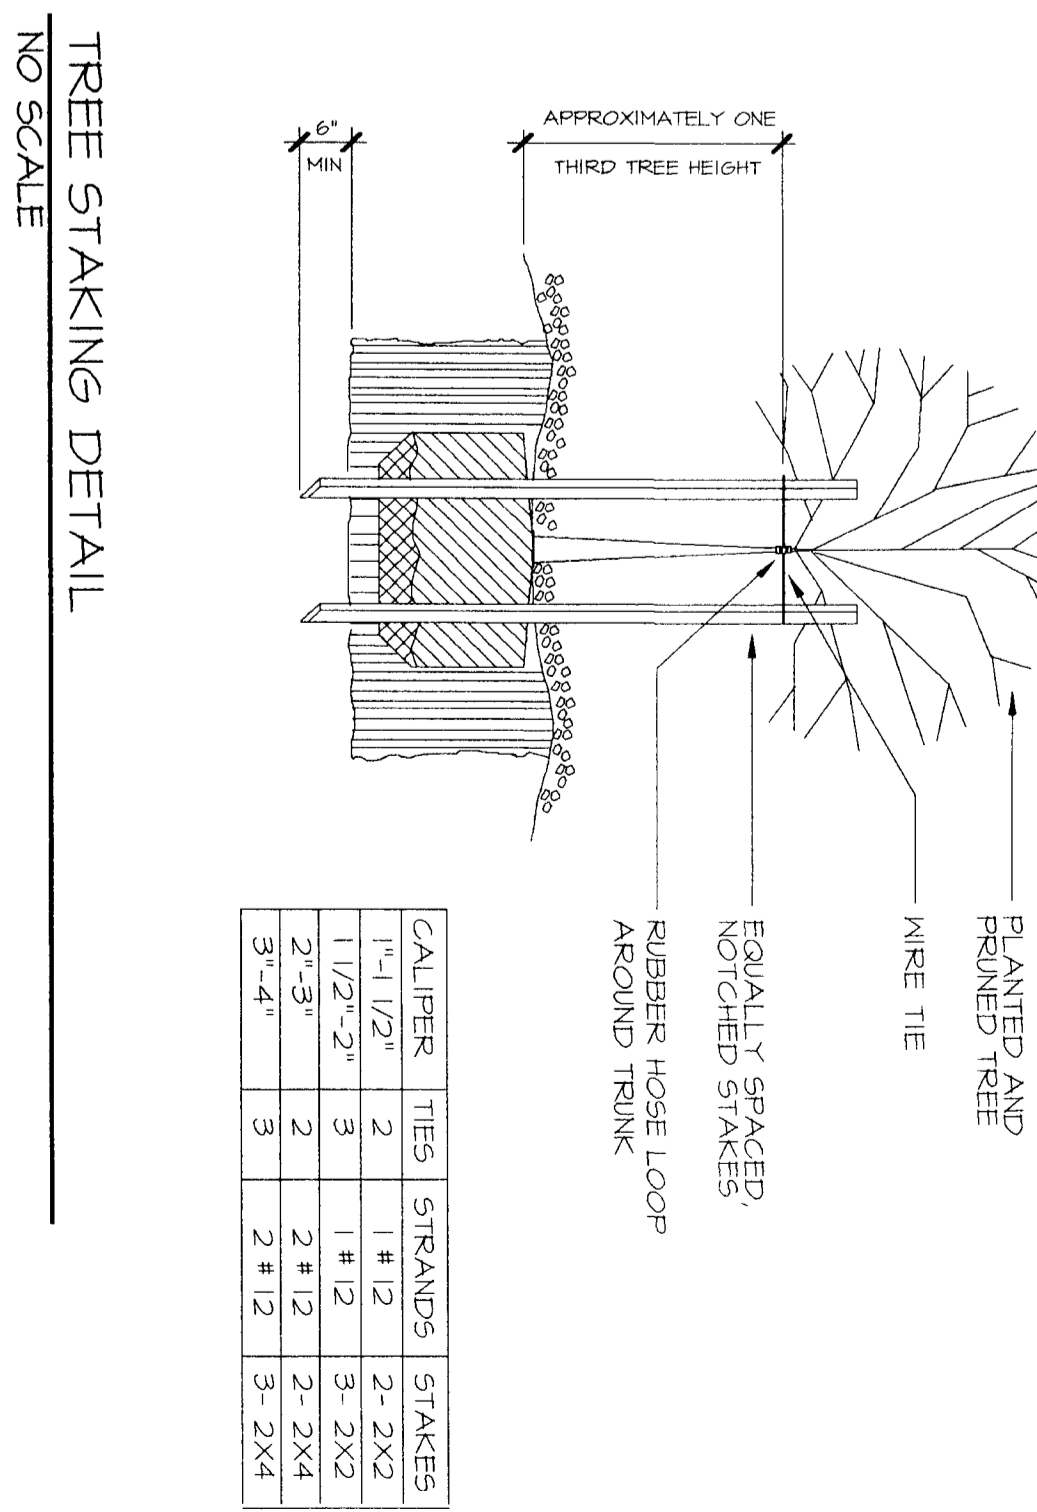 PLANTED AND
PRUNED TREE
WIRE TIE
EQUALLY SPACED,
NOTCHED STAKES
RUBBER HOSE LOOP
AROUND TRUNK
APPROXIMATELY ONE
THIRD TREE HEIGHT
6"
MIN
CALIPER TIES STRANDS STAKES
1"-1 1/2" 2 1 # 12 2- 2X2
1 1/2"-2" 3 1 # 12 3- 2X2
2"-3" 2 2 # 12 2- 2X4
3"-4" 3 2 # 12 3- 2X4
TREE STAKING DETAIL
NO SCALE